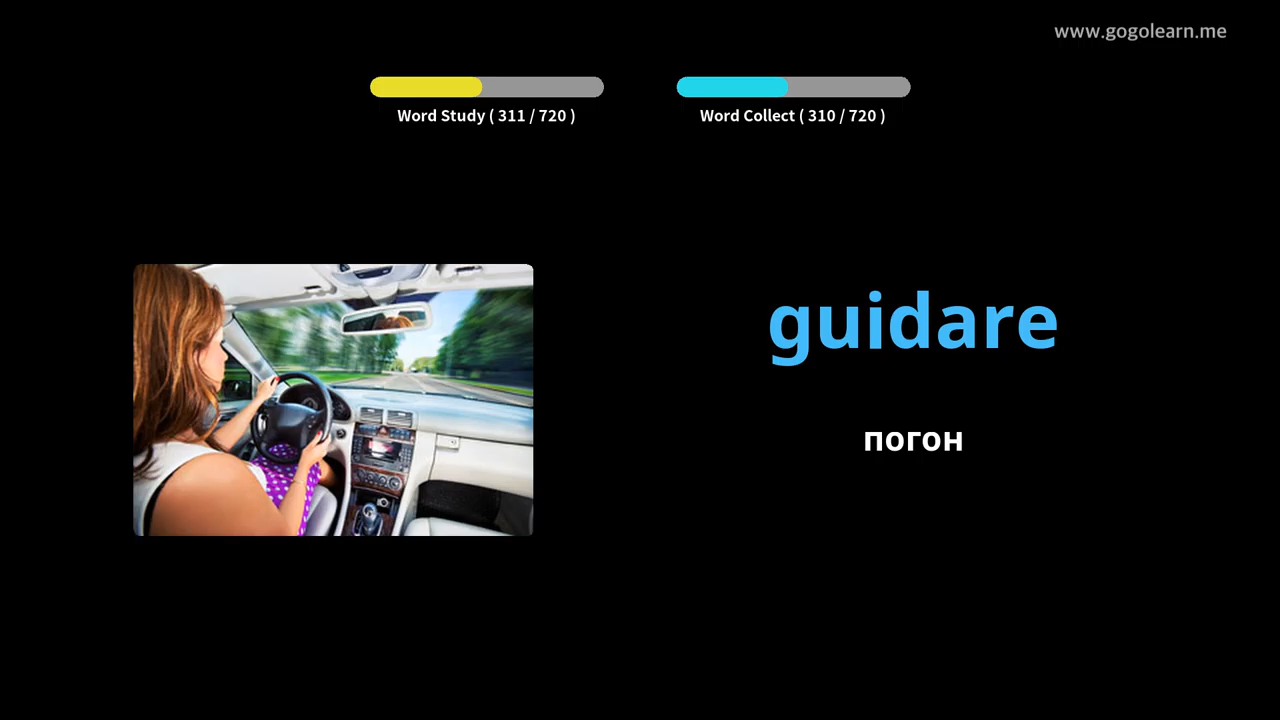 www.gogolearn.me
Word Study ( 311 / 720 )
Word Collect ( 310 / 720 )
guidare
погон